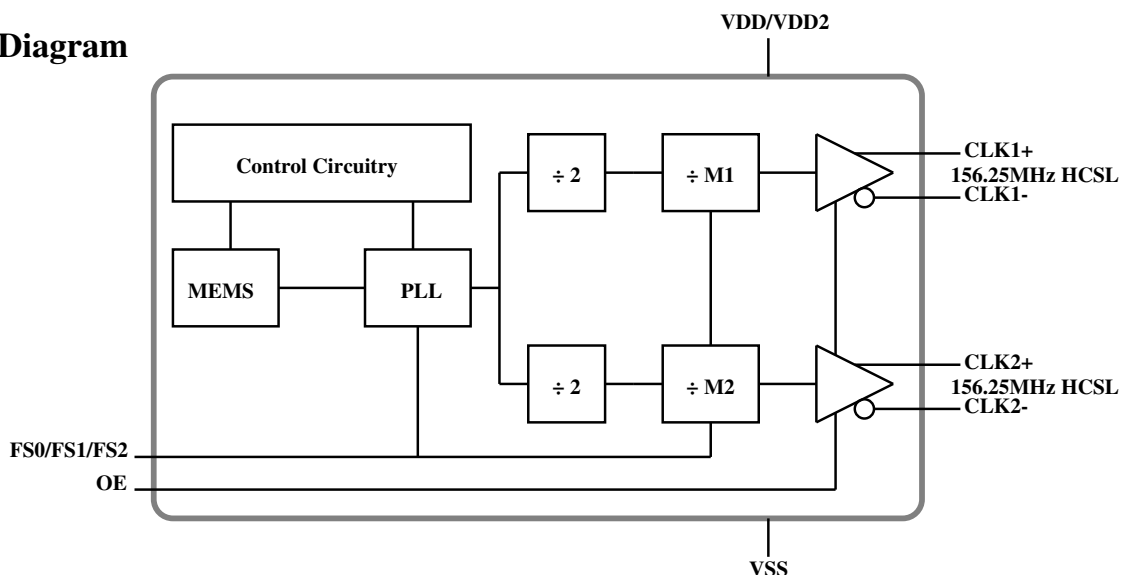 VDD/VDD2
Diagram
Control Circuitry
÷ 2
÷ M1
CLK1+
156.25MHz HCSL
CLK1-
MEMS
PLL
÷ 2
÷ M2
CLK2+
156.25MHz HCSL
CLK2-
FS0/FS1/FS2
OE
VSS